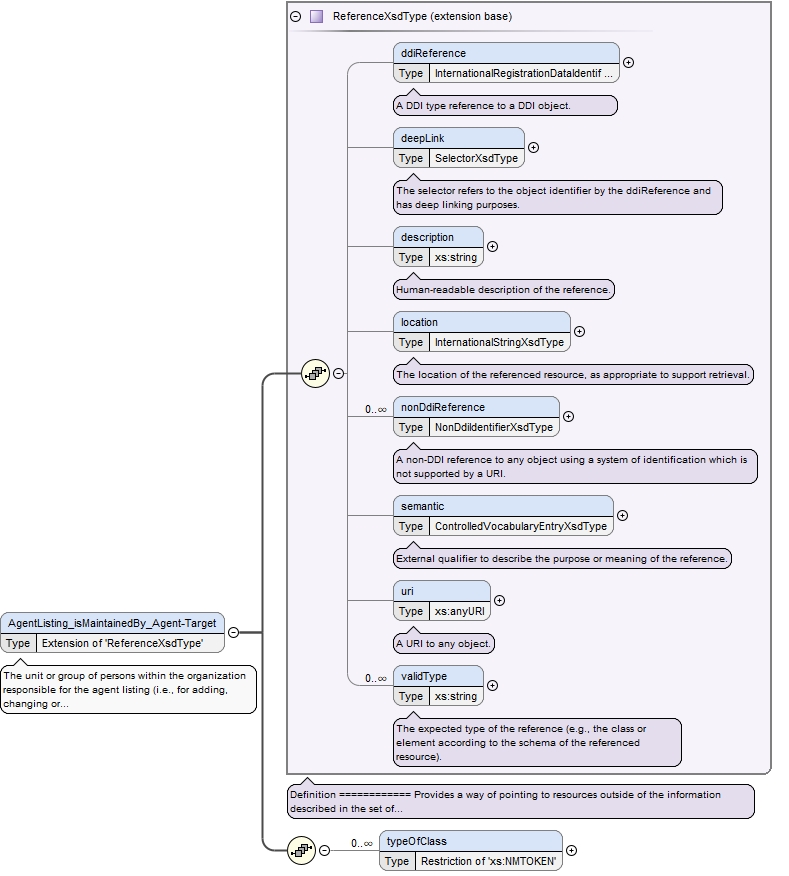 ReferenceXsdType (extension base)
ddiReference
Type InternationalRegistrationDataIdentif ...
A DDI type reference to a DDI object.
deepLink
Type SelectorXsdType
The selector refers to the object identifier by the ddiReference and
has deep linking purposes.
description
Type xs:string
Human-readable description of the reference.
location
Type InternationalStringXsdType
The location of the referenced resource, as appropriate to support retrieval.
0..∞ nonDdiReference
Type NonDdiIdentifierXsdType
A non-DDI reference to any object using a system of identification which is
not supported by a URI.
semantic
Type ControlledVocabularyEntryXsdType
External qualifier to describe the purpose or meaning of the reference.
uri
Type xs:anyURI
A URI to any object.
0..∞ validType
Type xs:string
The expected type of the reference (e.g., the class or
element according to the schema of the referenced
resource).
AgentListing_isMaintainedBy_Agent-Target
Type Extension of 'ReferenceXsdType'
The unit or group of persons within the organization
responsible for the agent listing (i.e., for adding,
changing or...
Definition ============ Provides a way of pointing to resources outside of the information
described in the set of...
0..∞ typeOfClass
Type Restriction of 'xs:NMTOKEN'